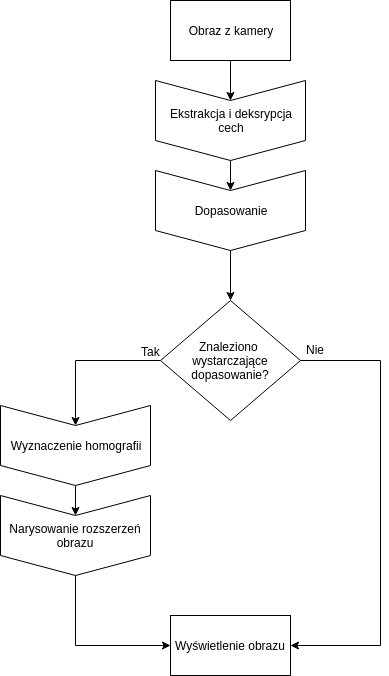 Obraz z kamery
Ekstrakcja i deksrypcja
cech
Dopasowanie
Znaleziono
wystarczające
dopasowanie?
Tak
Nie
Wyznaczenie homografii
Narysowanie rozszerzeń
obrazu
Wyświetlenie obrazu